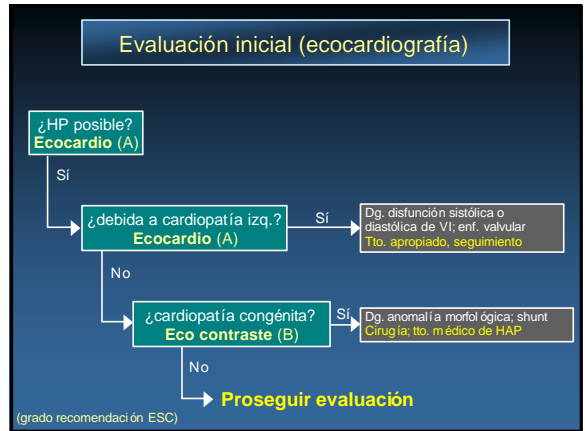 Evaluación inicial (ecocardiografía)
¿HP posible?
Ecocardio (A)
Sí
¿debida a cardiopatía izq.?
Ecocardio (A)
Sí
Dg. disfunción sistólica o
diastólica de VI; enf. valvular
Tto. apropiado, seguimiento
No
¿cardiopatía congénita?
Eco contraste (B)
Sí
Dg. anomalía morfológica; shunt
Cirugía; tto. médico de HAP
No
Proseguir evaluación
(grado recomendación ESC)